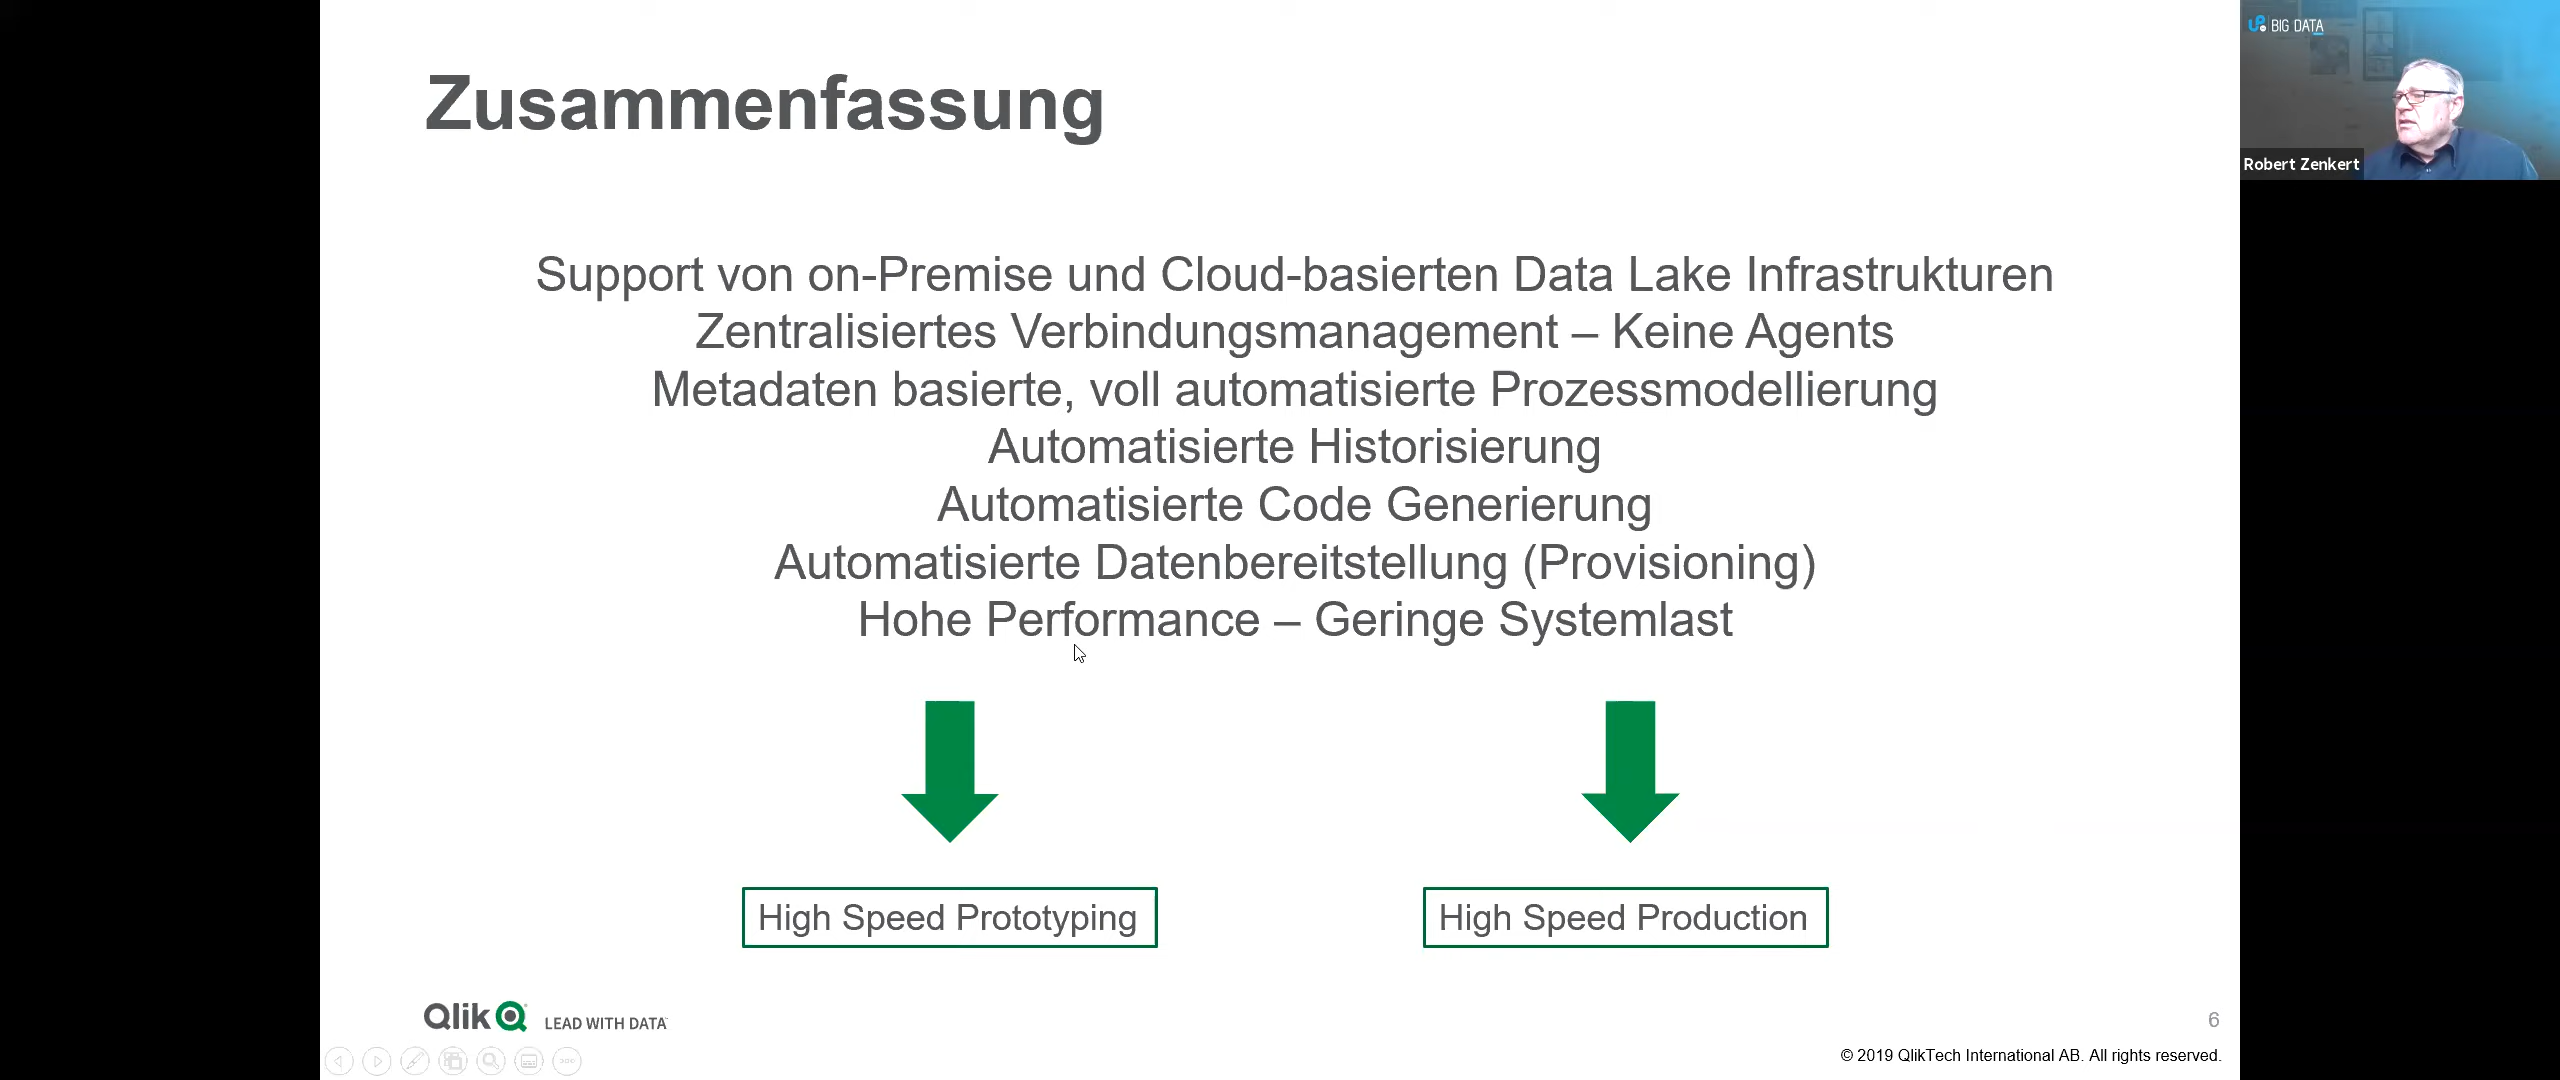 Zusammenfassung
Support von on-Premise und Cloud-basierten Data Lake Infrastrukturen
Zentralisiertes Verbindungsmanagement – Keine Agents
Metadaten basierte, voll automatisierte Prozessmodellierung
Automatisierte Historisierung
Automatisierte Code Generierung
Automatisierte Datenbereitstellung (Provisioning)
Hohe Performance – Geringe Systemlast
High Speed Prototyping
High Speed Production
Qlik LEAD WITH DATA
6
© 2019 QlikTech International AB. All rights reserved.
BIG DATA
Robert Zenkert